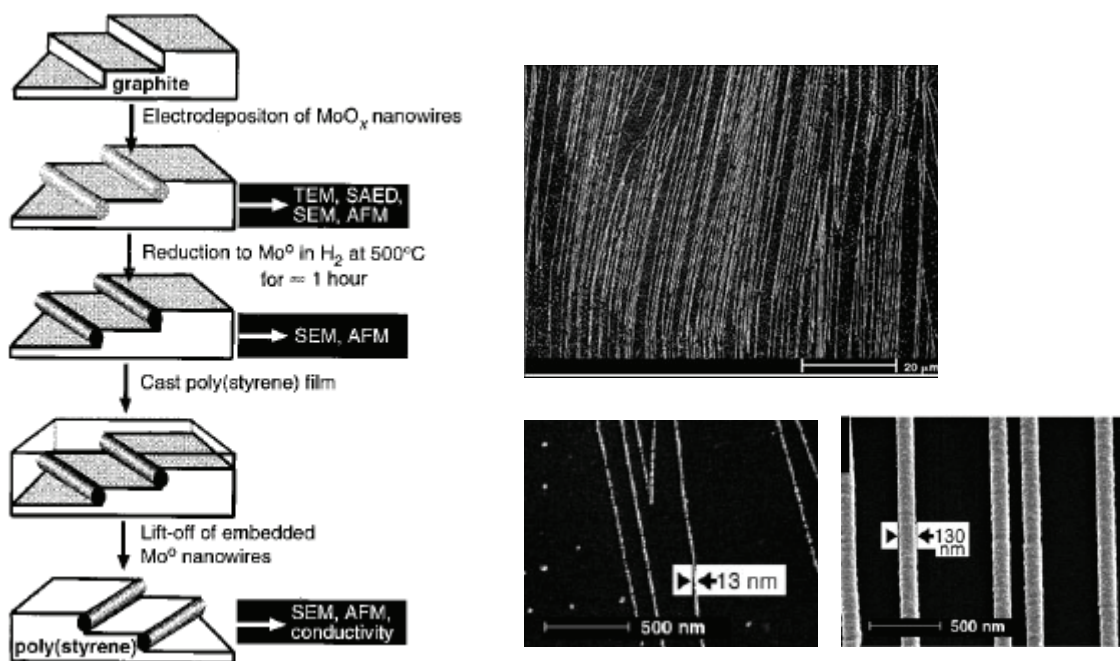 graphite
Electrodepositon of MoOx nanowires
TEM, SAED,
SEM, AFM
Reduction to Mo⁰ in H₂ at 500°C
for ≈ 1 hour
SEM, AFM
Cast poly(styrene) film
Lift-off of embedded
Mo⁰ nanowires
poly(styrene)
SEM, AFM,
conductivity
20 μm
13 nm
500 nm
130
nm
500 nm